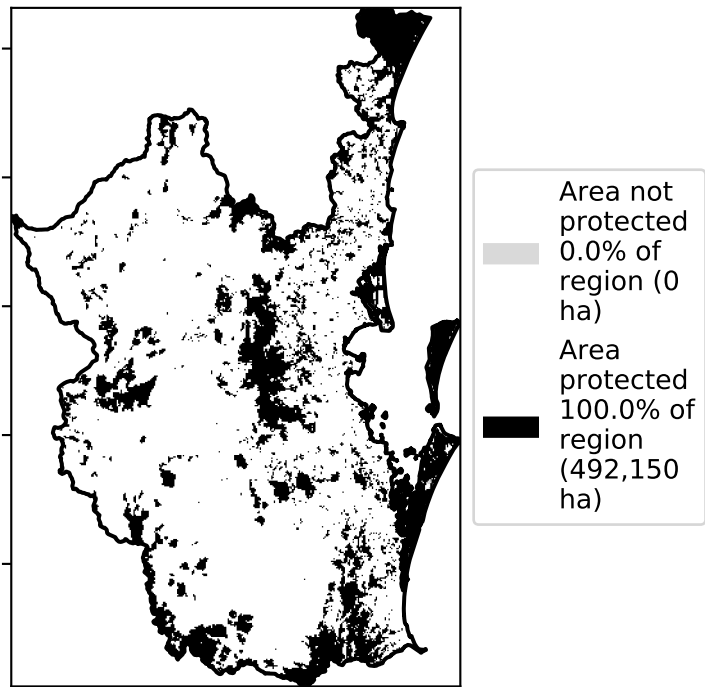 Area not
protected
0.0% of
region (0
ha)
Area
protected
100.0% of
region
(492,150
ha)